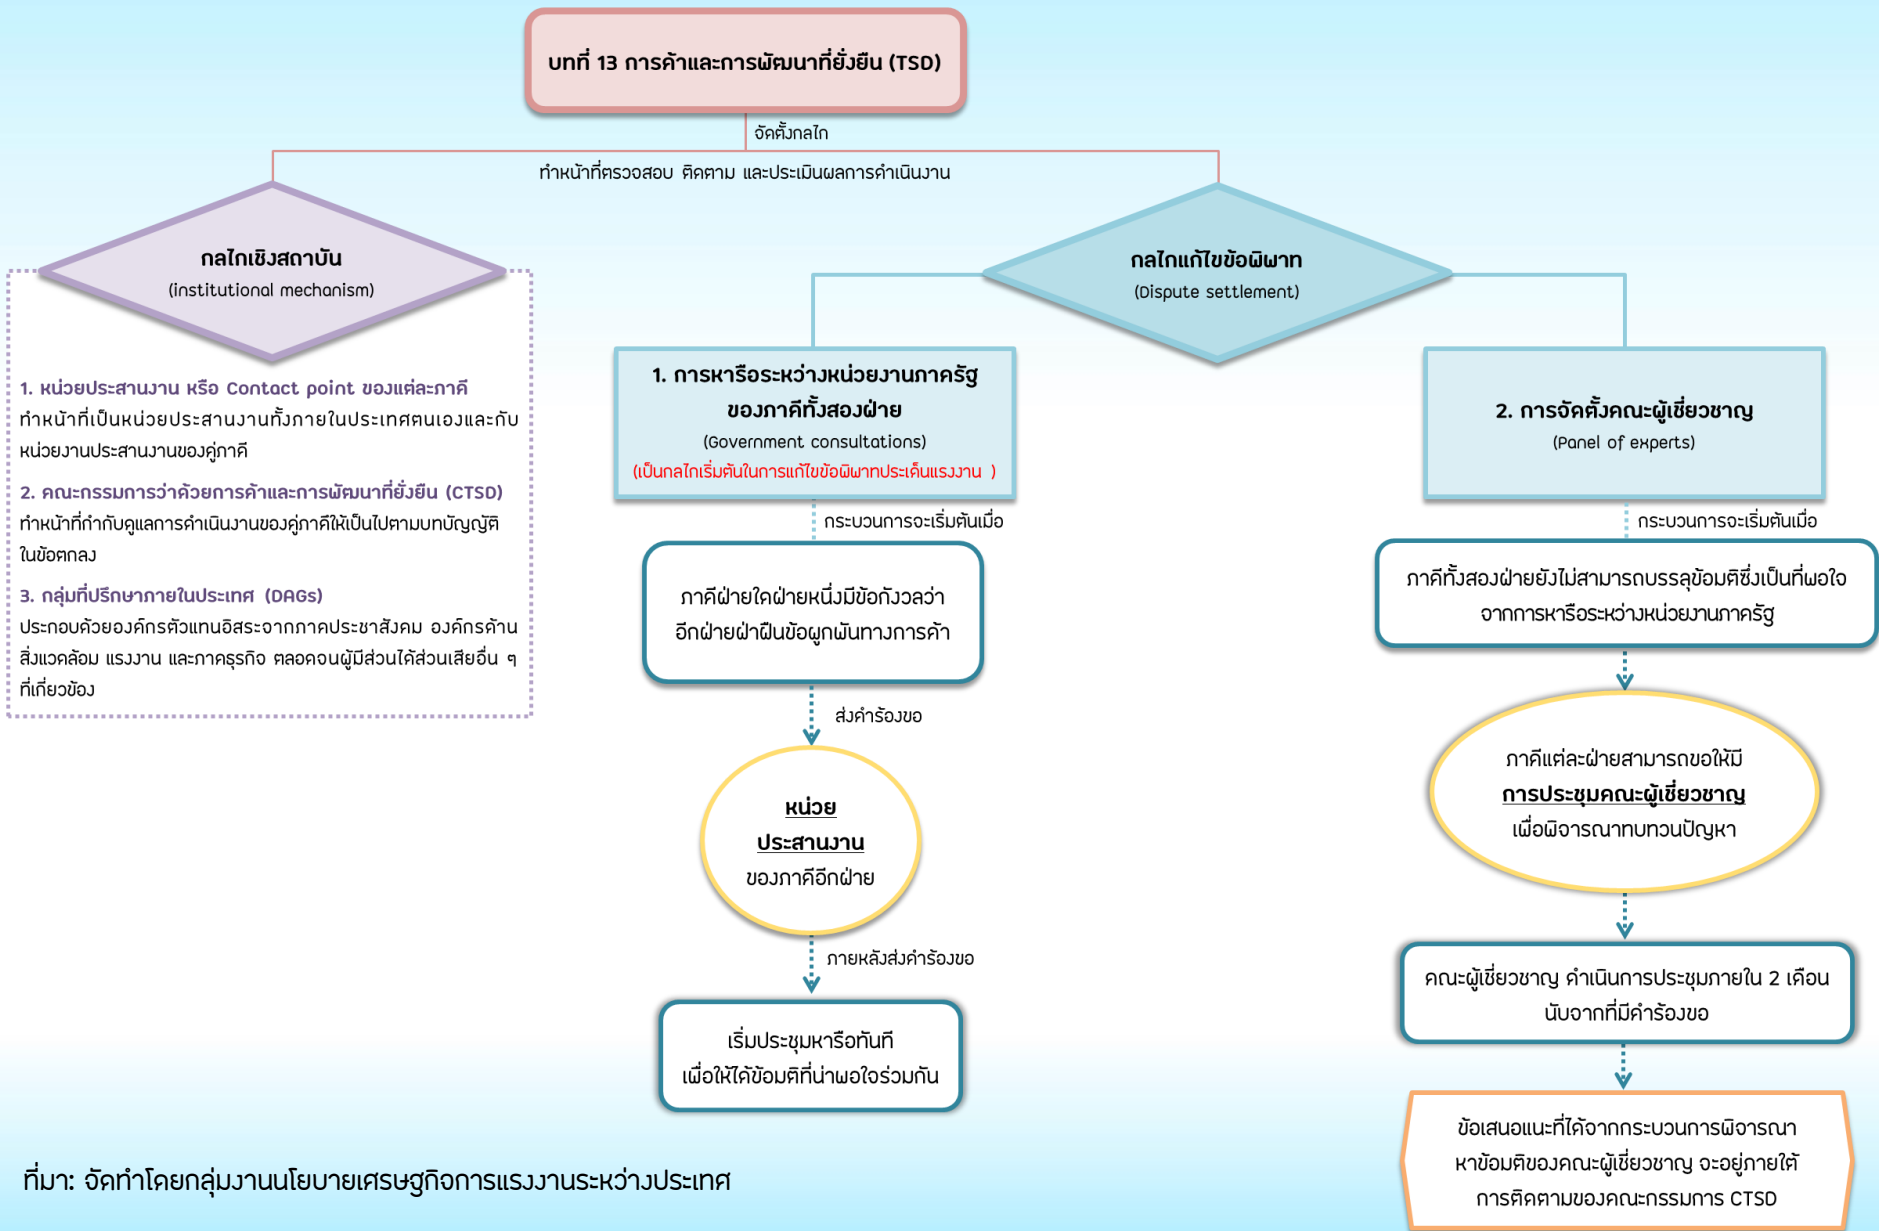 บทที่ 13 การค้าและการพัฒนาที่ยั่งยืน (TSD)
จัดตั้งกลไก
ทำหน้าที่ตรวจสอบ ติดตาม และประเมินผลการดำเนินงาน
กลไกเชิงสถาบัน
(institutional mechanism)
1. หน่วยประสานงาน หรือ Contact point ของแต่ละภาคี
ทำหน้าที่เป็นหน่วยประสานงานทั้งภายในประเทศตนเองและกับ
หน่วยงานประสานงานของคู่ภาคี
2. คณะกรรมการว่าด้วยการค้าและการพัฒนาที่ยั่งยืน (CTSD)
ทำหน้าที่กำกับดูแลการดำเนินงานของคู่ภาคีให้เป็นไปตามบทบัญญัติ
ในข้อตกลง
3. กลุ่มที่ปรึกษาภายในประเทศ (DAGs)
ประกอบด้วยองค์กรตัวแทนอิสระจากภาคประชาสังคม องค์กรด้าน
สิ่งแวดล้อม แรงงาน และภาคธุรกิจ ตลอดจนผู้มีส่วนได้ส่วนเสียอื่น ๆ
ที่เกี่ยวข้อง
กลไกแก้ไขข้อพิพาท
(Dispute settlement)
1. การหารือระหว่างหน่วยงานภาครัฐ
ของภาคีทั้งสองฝ่าย
(Government consultations)
(เป็นกลไกเริ่มต้นในการแก้ไขข้อพิพาทประเด็นแรงงาน )
กระบวนการจะเริ่มต้นเมื่อ
ภาคีฝ่ายใดฝ่ายหนึ่งมีข้อกังวลว่า
อีกฝ่ายฝ่าฝืนข้อผูกพันทางการค้า
ส่งคำร้องขอ
หน่วย
ประสานงาน
ของภาคีอีกฝ่าย
ภายหลังส่งคำร้องขอ
เริ่มประชุมหารือทันที
เพื่อให้ได้ข้อมติที่น่าพอใจร่วมกัน
2. การจัดตั้งคณะผู้เชี่ยวชาญ
(Panel of experts)
กระบวนการจะเริ่มต้นเมื่อ
ภาคีทั้งสองฝ่ายยังไม่สามารถบรรลุข้อมติซึ่งเป็นที่พอใจ
จากการหารือระหว่างหน่วยงานภาครัฐ
ภาคีแต่ละฝ่ายสามารถขอให้มี
การประชุมคณะผู้เชี่ยวชาญ
เพื่อพิจารณาทบทวนปัญหา
คณะผู้เชี่ยวชาญ ดำเนินการประชุมภายใน 2 เดือน
นับจากที่มีคำร้องขอ
ข้อเสนอแนะที่ได้จากกระบวนการพิจารณา
หาข้อมติของคณะผู้เชี่ยวชาญ จะอยู่ภายใต้
การติดตามของคณะกรรมการ CTSD
ที่มา: จัดทำโดยกลุ่มงานนโยบายเศรษฐกิจการแรงงานระหว่างประเทศ